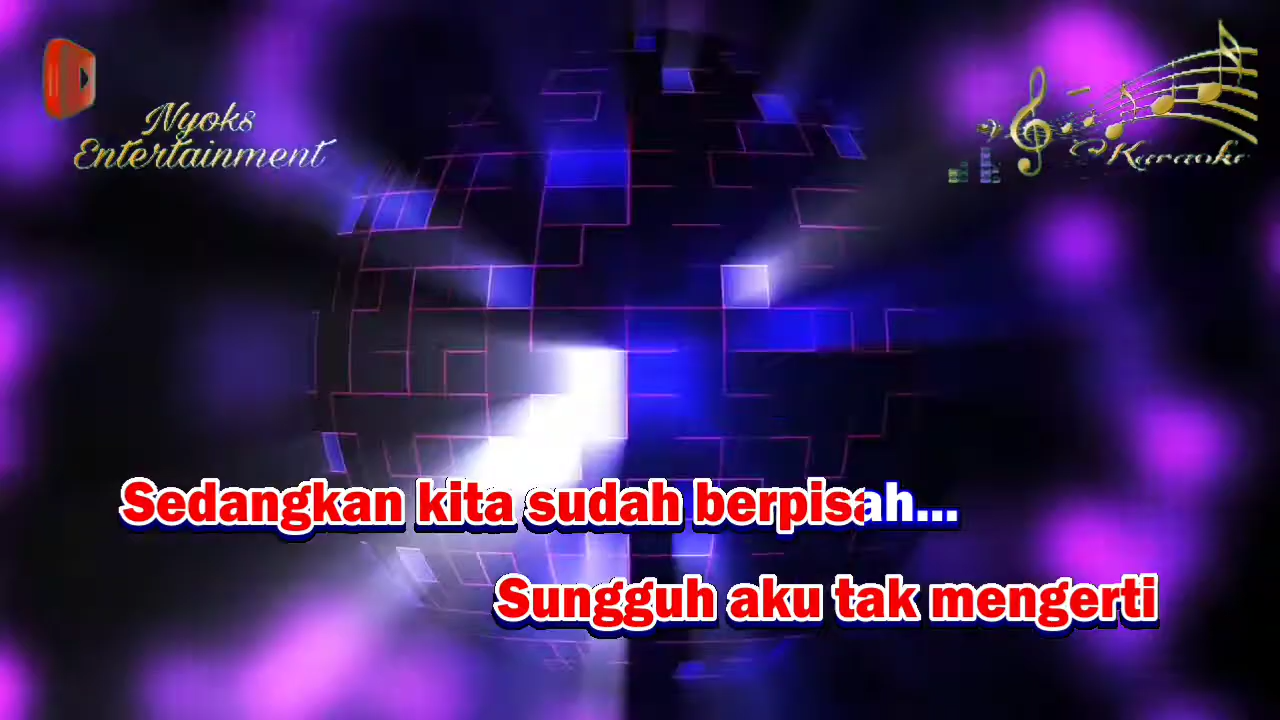 Nyoks
Entertainment
Karaoke
Sedangkan kita sudah berpisah...
Sungguh aku tak mengerti